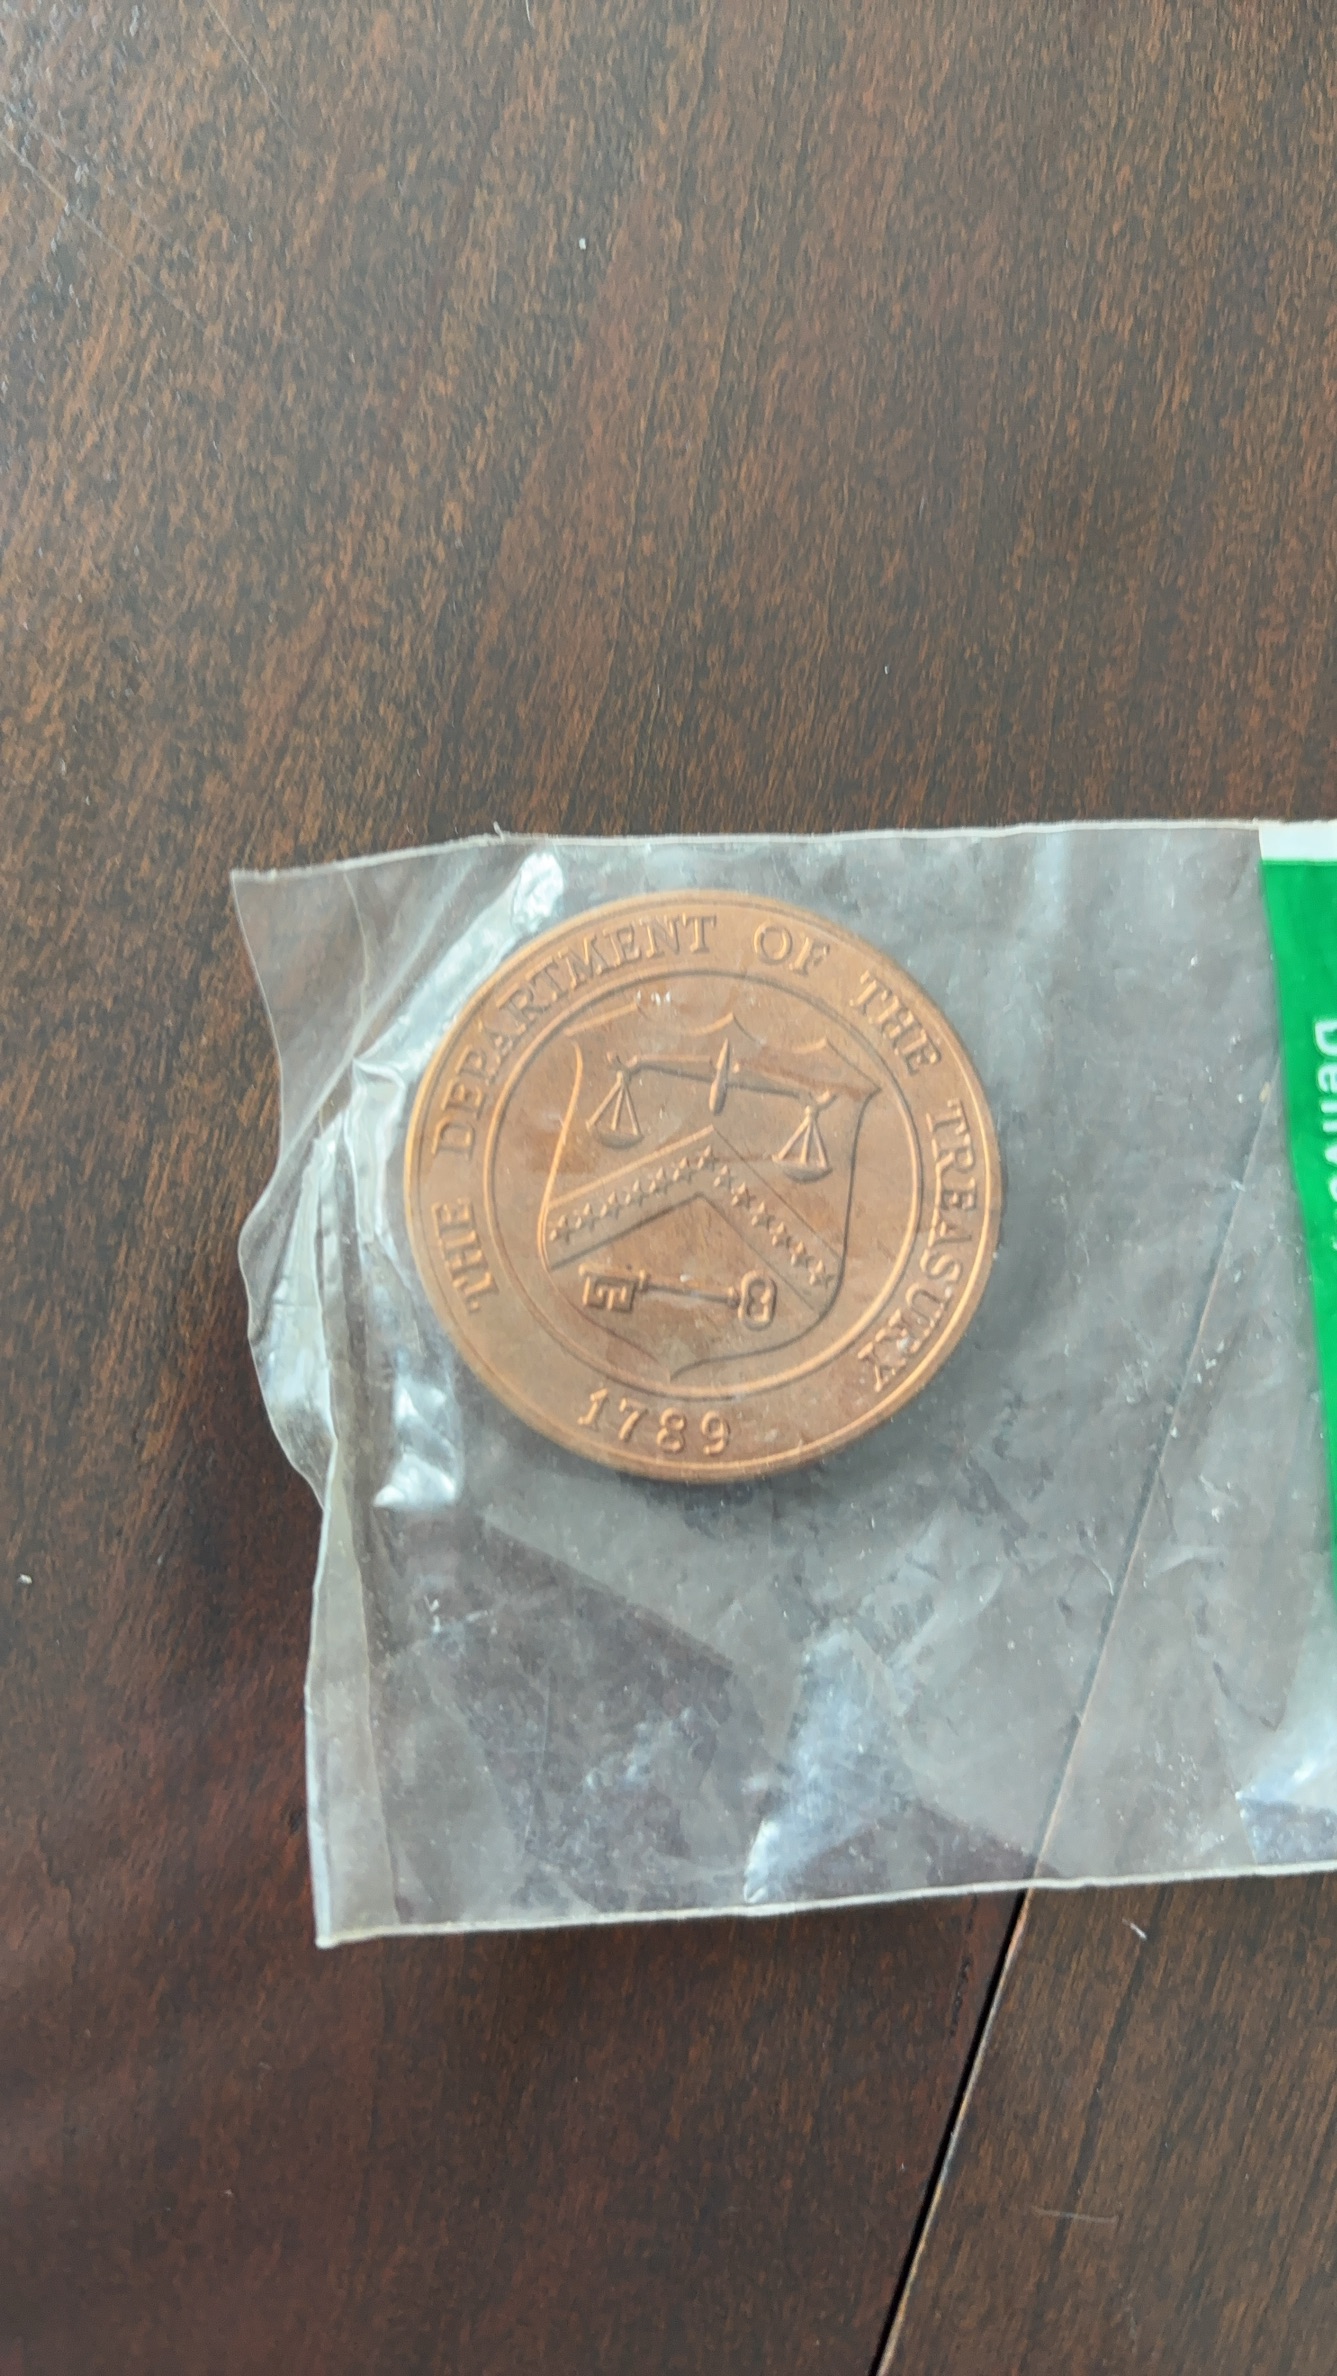 THE DEPARTMENT OF THE TREASURY
1789